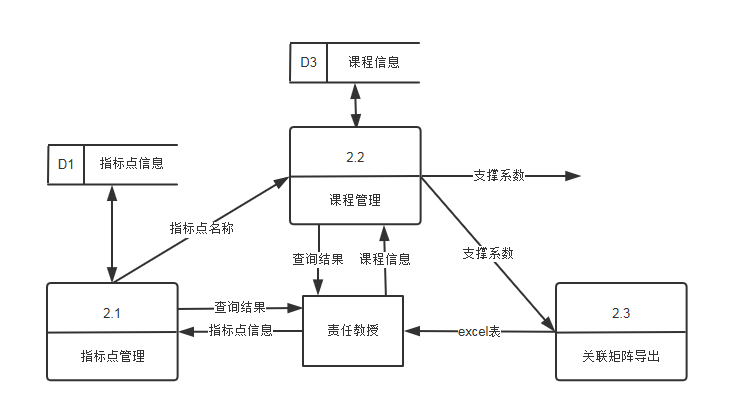 D3
课程信息
D1
指标点信息
2.2
课程管理
支撑系数
指标点名称
查询结果
课程信息
支撑系数
2.1
指标点管理
查询结果
指标点信息
责任教授
excel表
2.3
关联矩阵导出